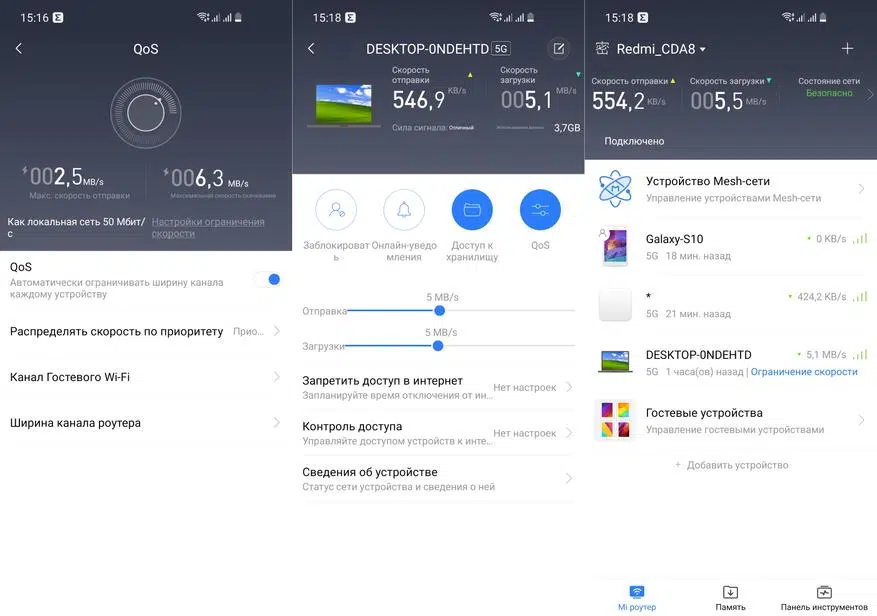 15:16
QoS
002,5 MB/s
Макс. скорость отправки
006,3 MB/s
Максимальная скорость скачивания
Как локальная сеть 50 Мбит/
с
Настройки ограничения
скорости
QoS
Автоматически ограничивать ширину канала
каждому устройству
Распределять скорость по приоритету Прио...
Канал Гостевого Wi-Fi
Ширина канала роутера
15:18
DESKTOP-0NDEHTD 5G
Скорость
отправки
546,9 KB/s
Скорость
загрузки
005,1 MB/s
Сила сигнала: Отличный
3,7GB
Заблокироват
ь
Онлайн-уведо
мления
Доступ к
хранилищу
QoS
5 MB/s
Отправка
5 MB/s
Загрузки
Запретить доступ в интернет
Запланируйте время отключения от ин...
Нет настроек
Контроль доступа
Управляйте доступом устройств к инте...
Нет настроек
Сведения об устройстве
Статус сети устройства и сведения о ней
15:18
Redmi_CDA8
Скорость отправки
554,2 KB/s
Скорость загрузки
005,5 MB/s
Состояние сети
Безопасно
Подключено
Устройство Mesh-сети
Управление устройствами Mesh-сети
Galaxy-S10
0 KB/s
5G 18 мин. назад
*
424,2 KB/s
5G 21 мин. назад
DESKTOP-0NDEHTD
5,1 MB/s
5G 1 часа(ов) назад | Ограничение скорости
Гостевые устройства
Управление гостевыми устройствами
+ Добавить устройство
Mi роутер
Память
Панель инструментов